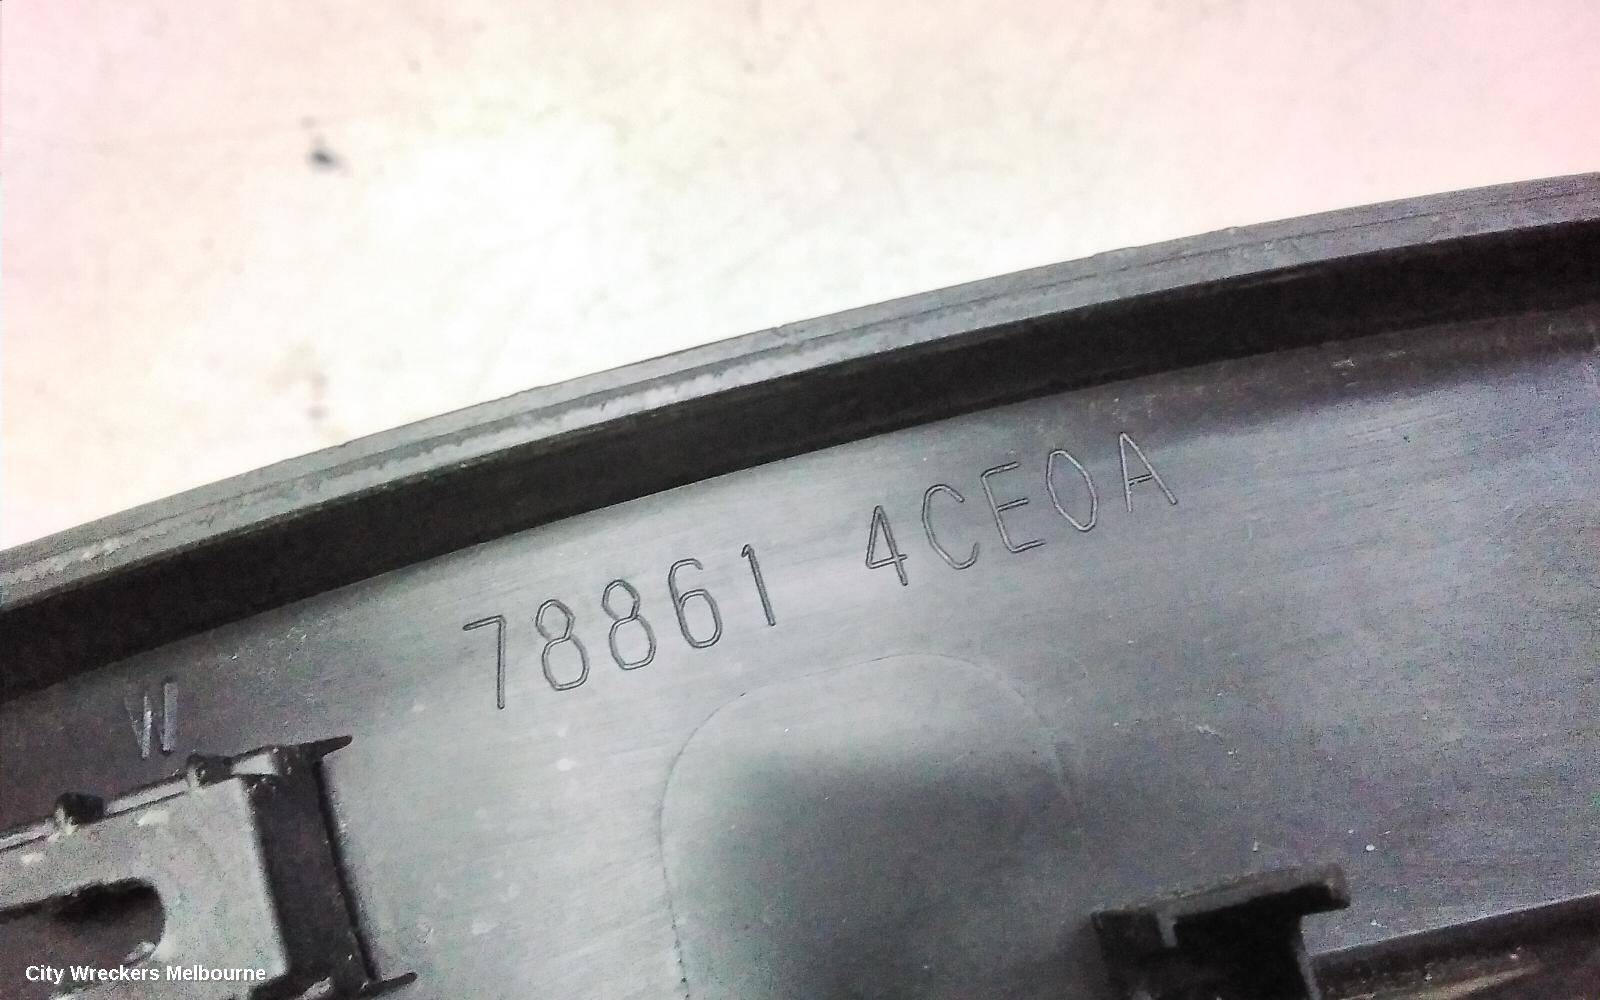 78861 4CE0A
W
City Wreckers Melbourne